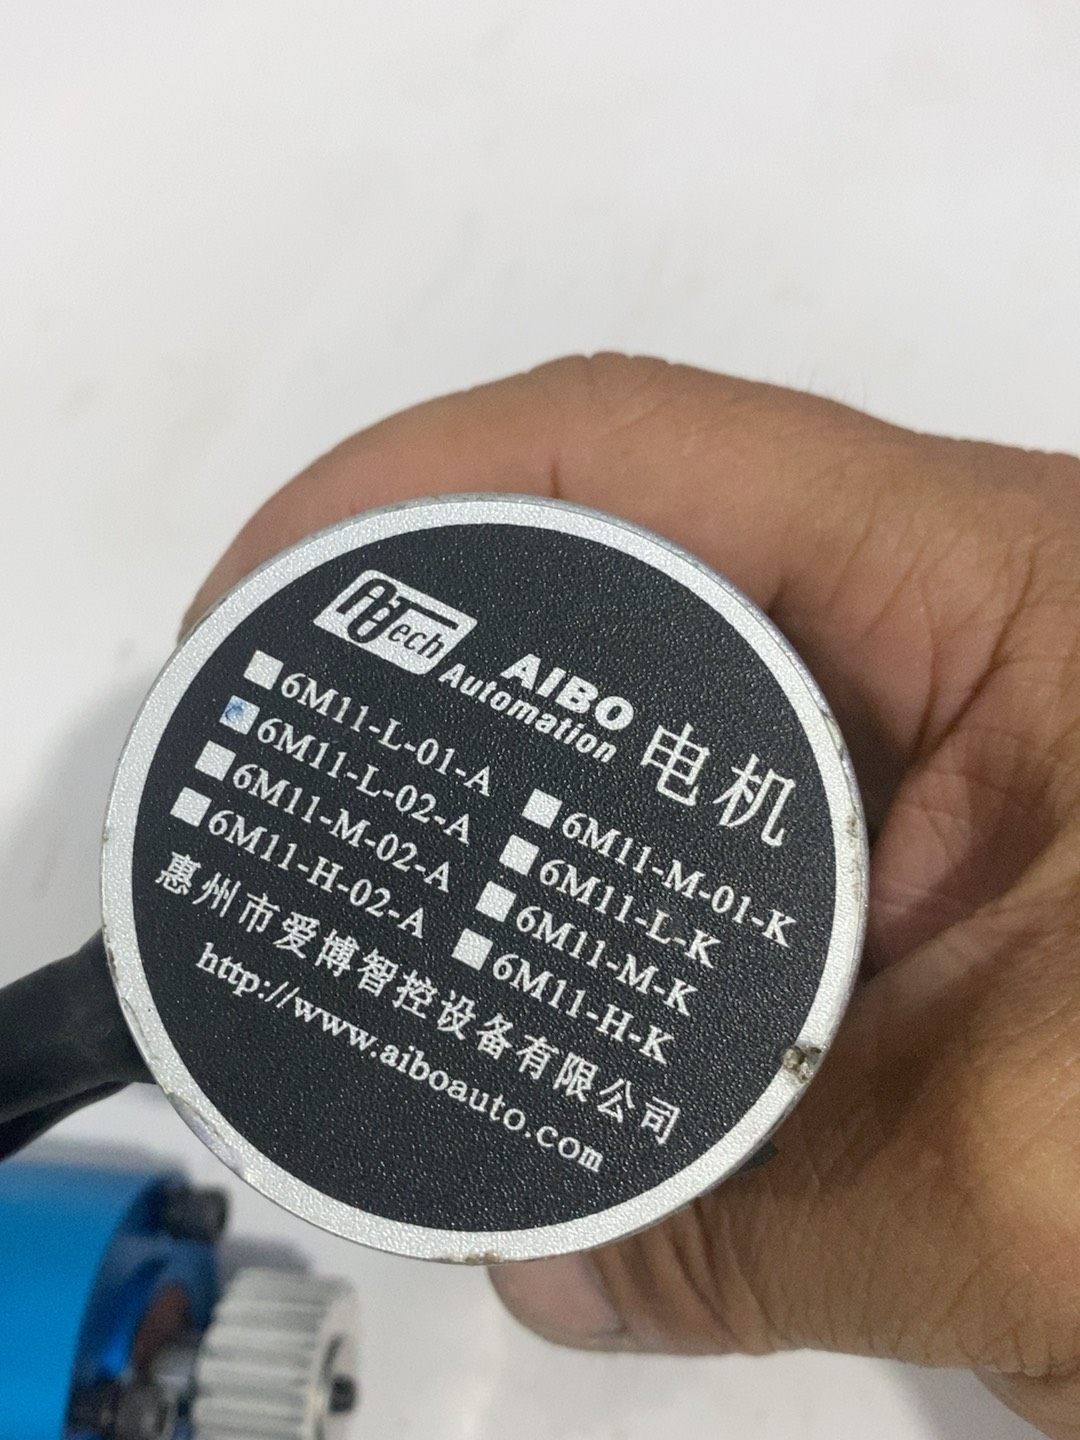 AoTech AIBO 电机
Automation
6M11-L-01-A
6M11-L-02-A
6M11-M-02-A
6M11-H-02-A
6M11-M-01-K
6M11-L-K
6M11-M-K
6M11-H-K
惠州市爱博智控设备有限公司
http://www.aiboauto.com